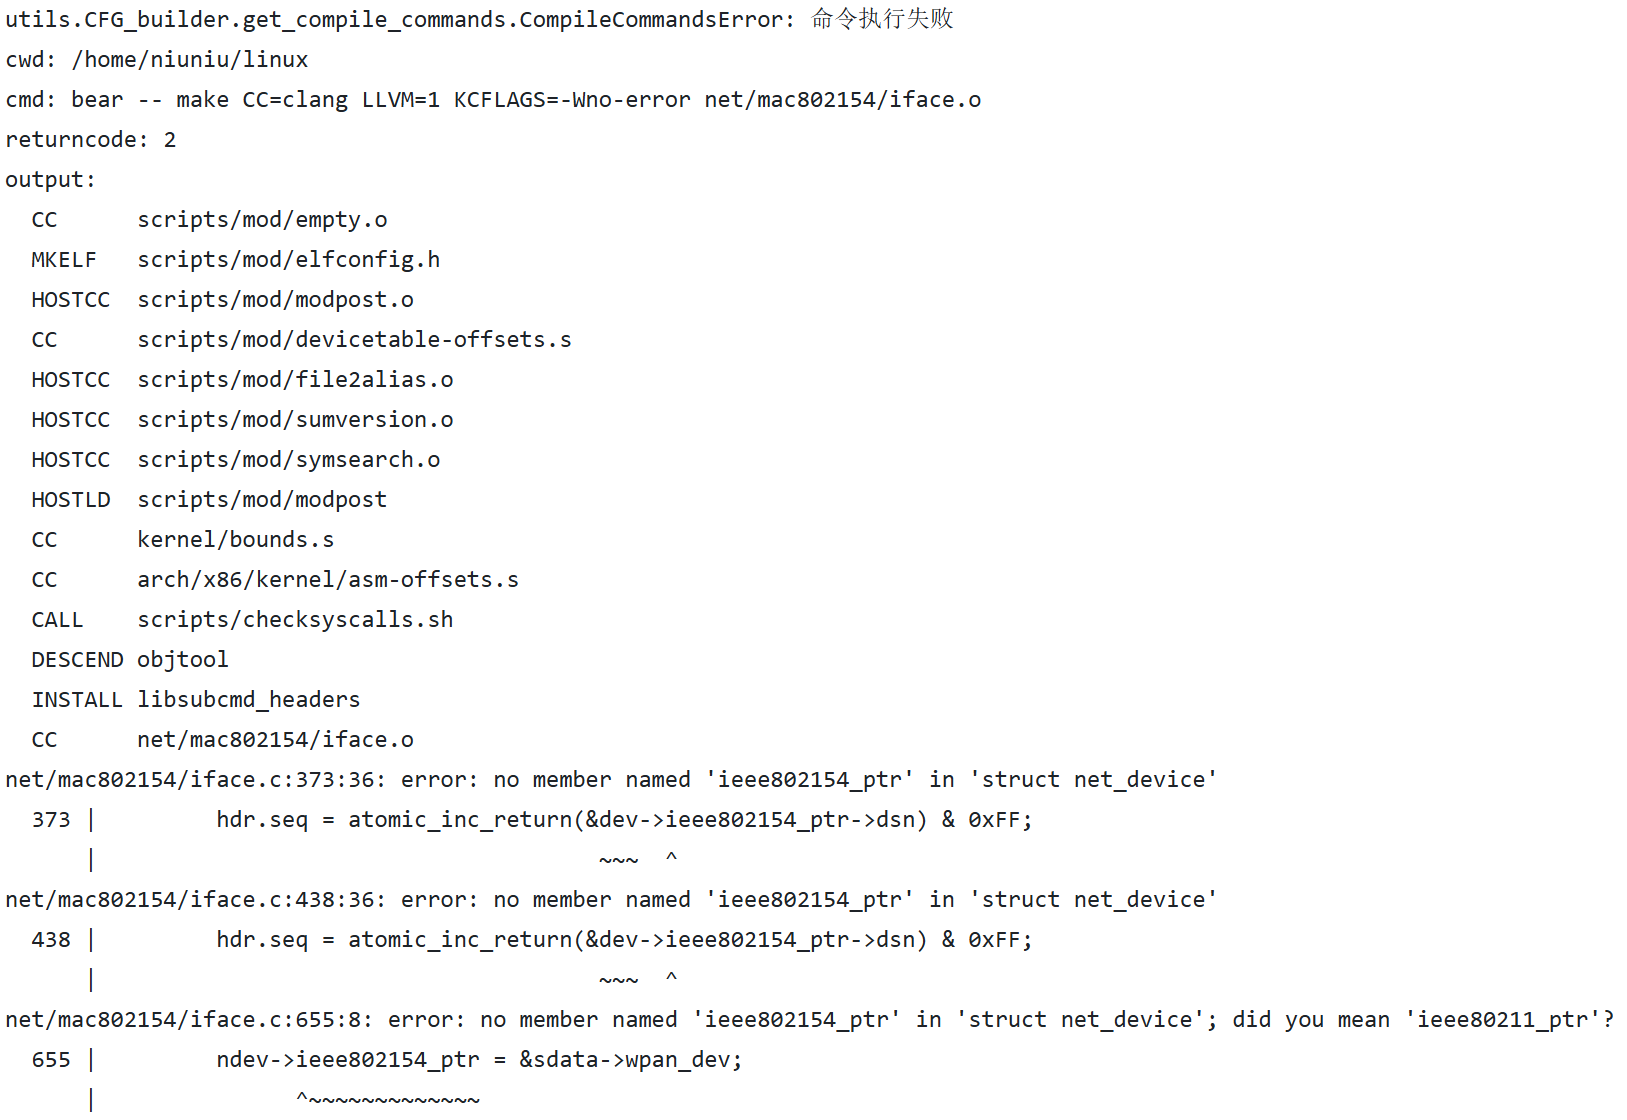 utils.CFG_builder.get_compile_commands.CompileCommandsError: 命令执行失败
cwd: /home/niuniu/linux
cmd: bear -- make CC=clang LLVM=1 KCFLAGS=-Wno-error net/mac802154/iface.o
returncode: 2
output:
  CC      scripts/mod/empty.o
  MKELF   scripts/mod/elfconfig.h
  HOSTCC  scripts/mod/modpost.o
  CC      scripts/mod/devicetable-offsets.s
  HOSTCC  scripts/mod/file2alias.o
  HOSTCC  scripts/mod/sumversion.o
  HOSTCC  scripts/mod/symsearch.o
  HOSTLD  scripts/mod/modpost
  CC      kernel/bounds.s
  CC      arch/x86/kernel/asm-offsets.s
  CALL    scripts/checksyscalls.sh
  DESCEND objtool
  INSTALL libsubcmd_headers
  CC      net/mac802154/iface.o
net/mac802154/iface.c:373:36: error: no member named 'ieee802154_ptr' in 'struct net_device'
  373 |         hdr.seq = atomic_inc_return(&dev->ieee802154_ptr->dsn) & 0xFF;
      |                                      ~~~  ^
net/mac802154/iface.c:438:36: error: no member named 'ieee802154_ptr' in 'struct net_device'
  438 |         hdr.seq = atomic_inc_return(&dev->ieee802154_ptr->dsn) & 0xFF;
      |                                      ~~~  ^
net/mac802154/iface.c:655:8: error: no member named 'ieee802154_ptr' in 'struct net_device'; did you mean 'ieee80211_ptr'?
  655 |         ndev->ieee802154_ptr = &sdata->wpan_dev;
      |               ^~~~~~~~~~~~~~